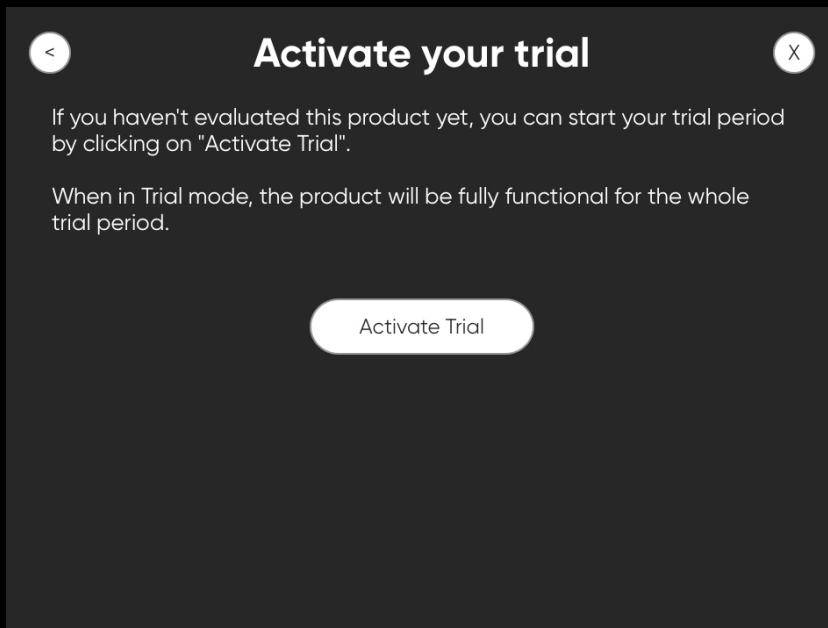 <
Activate your trial
X
If you haven't evaluated this product yet, you can start your trial period
by clicking on "Activate Trial".
When in Trial mode, the product will be fully functional for the whole
trial period.
Activate Trial